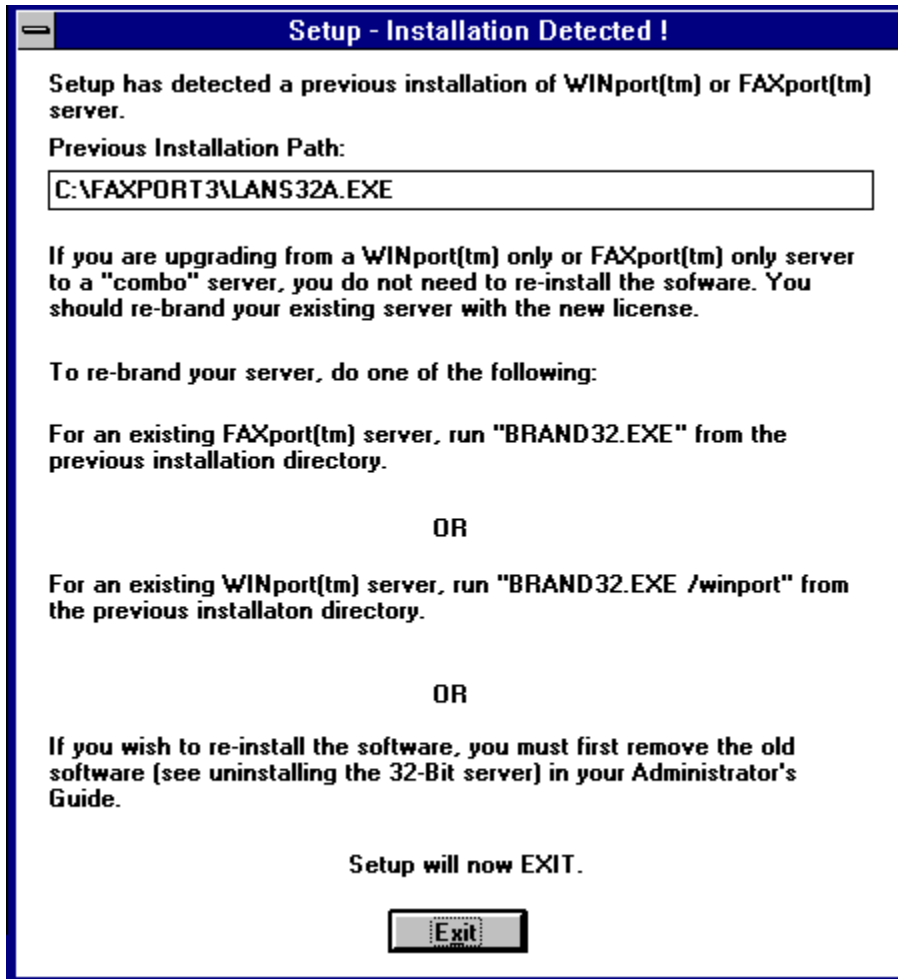 Setup - Installation Detected !
Setup has detected a previous installation of WINport(tm) or FAXport(tm)
server.
Previous Installation Path:
C:\FAXPORT3\LANS32A.EXE
If you are upgrading from a WINport(tm) only or FAXport(tm) only server
to a "combo" server, you do not need to re-install the sofware. You
should re-brand your existing server with the new license.
To re-brand your server, do one of the following:
For an existing FAXport(tm) server, run "BRAND32.EXE" from the
previous installation directory.
OR
For an existing WINport(tm) server, run "BRAND32.EXE /winport" from
the previous installaton directory.
OR
If you wish to re-install the software, you must first remove the old
software (see uninstalling the 32-Bit server) in your Administrator's
Guide.
Setup will now EXIT.
Exit